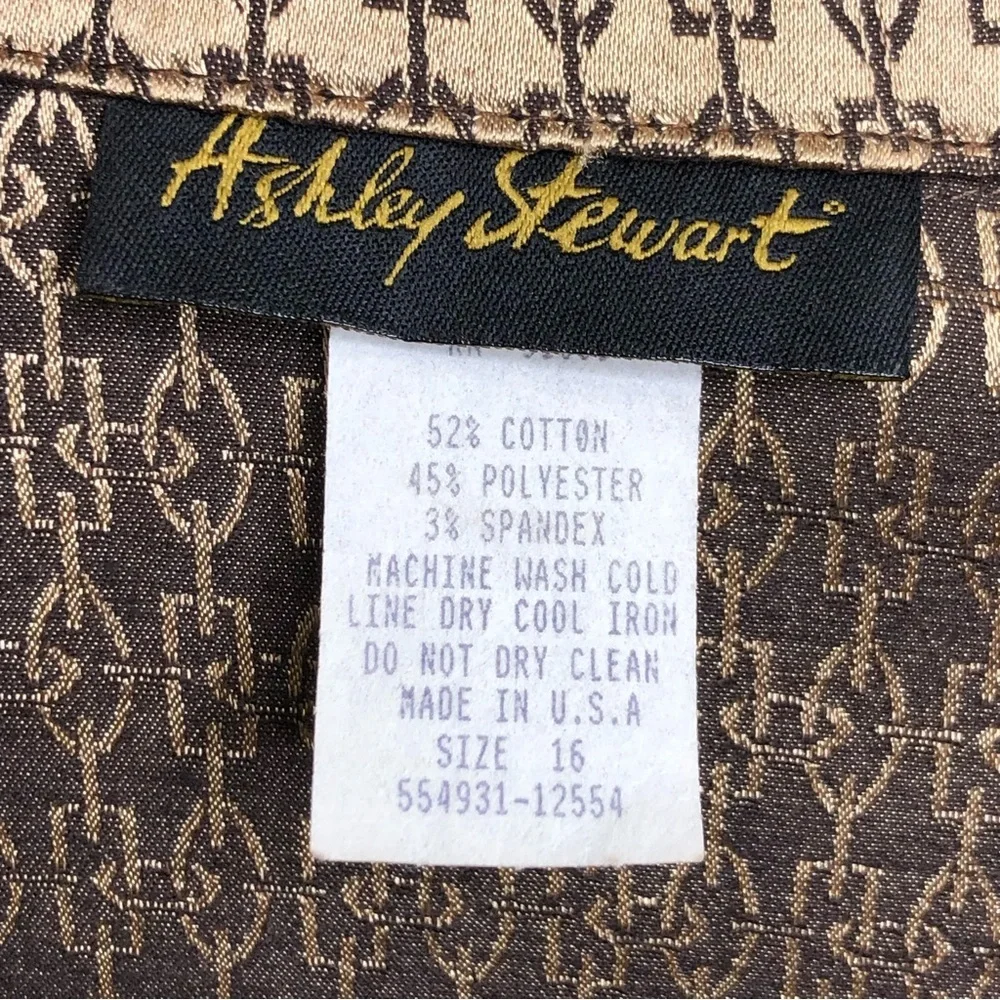 Ashley Stewart
52% COTTON
45% POLYESTER
3% SPANDEX
MACHINE WASH COLD
LINE DRY COOL IRON
DO NOT DRY CLEAN
MADE IN U.S.A
SIZE 16
554931-12554